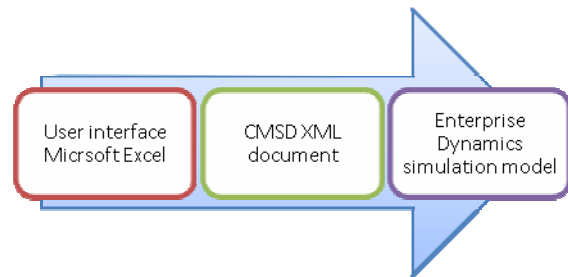 User interface
Micrsoft Excel
CMSD XML
document
Enterprise
Dynamics
simulation model